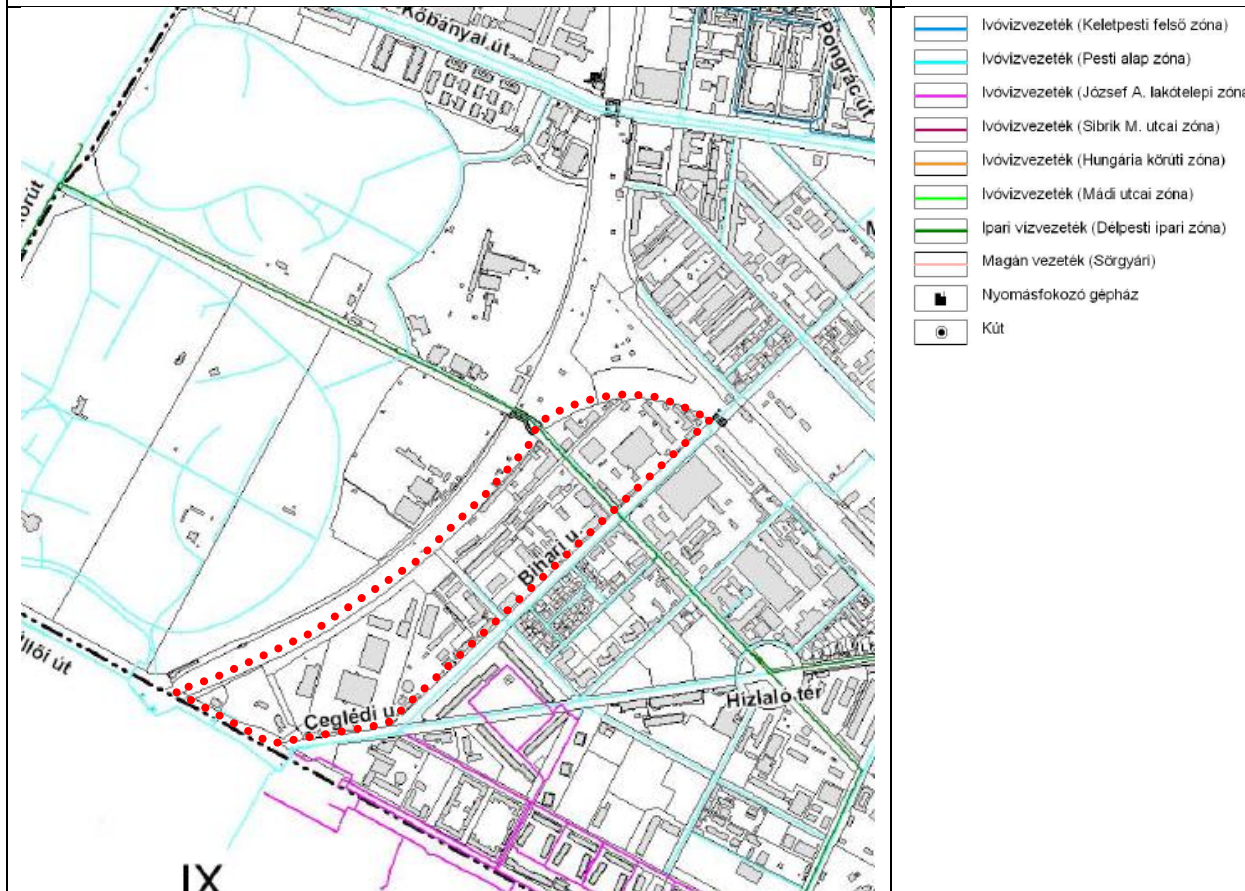 Kőbányai út
Pongrác út
körút
Bihari u.
Üllői út
Ceglédi u.
Hizlaló tér
IX
Ivóvízvezeték (Keletpesti felső zóna)
Ivóvízvezeték (Pesti alap zóna)
Ivóvízvezeték (József A. lakótelepi zóna
Ivóvízvezeték (Sibrik M. utcai zóna)
Ivóvízvezeték (Hungária körúti zóna)
Ivóvízvezeték (Mádi utcai zóna)
Ipari vízvezeték (Délpesti ipari zóna)
Magán vezeték (Sörgyári)
Nyomásfokozó gépház
Kút